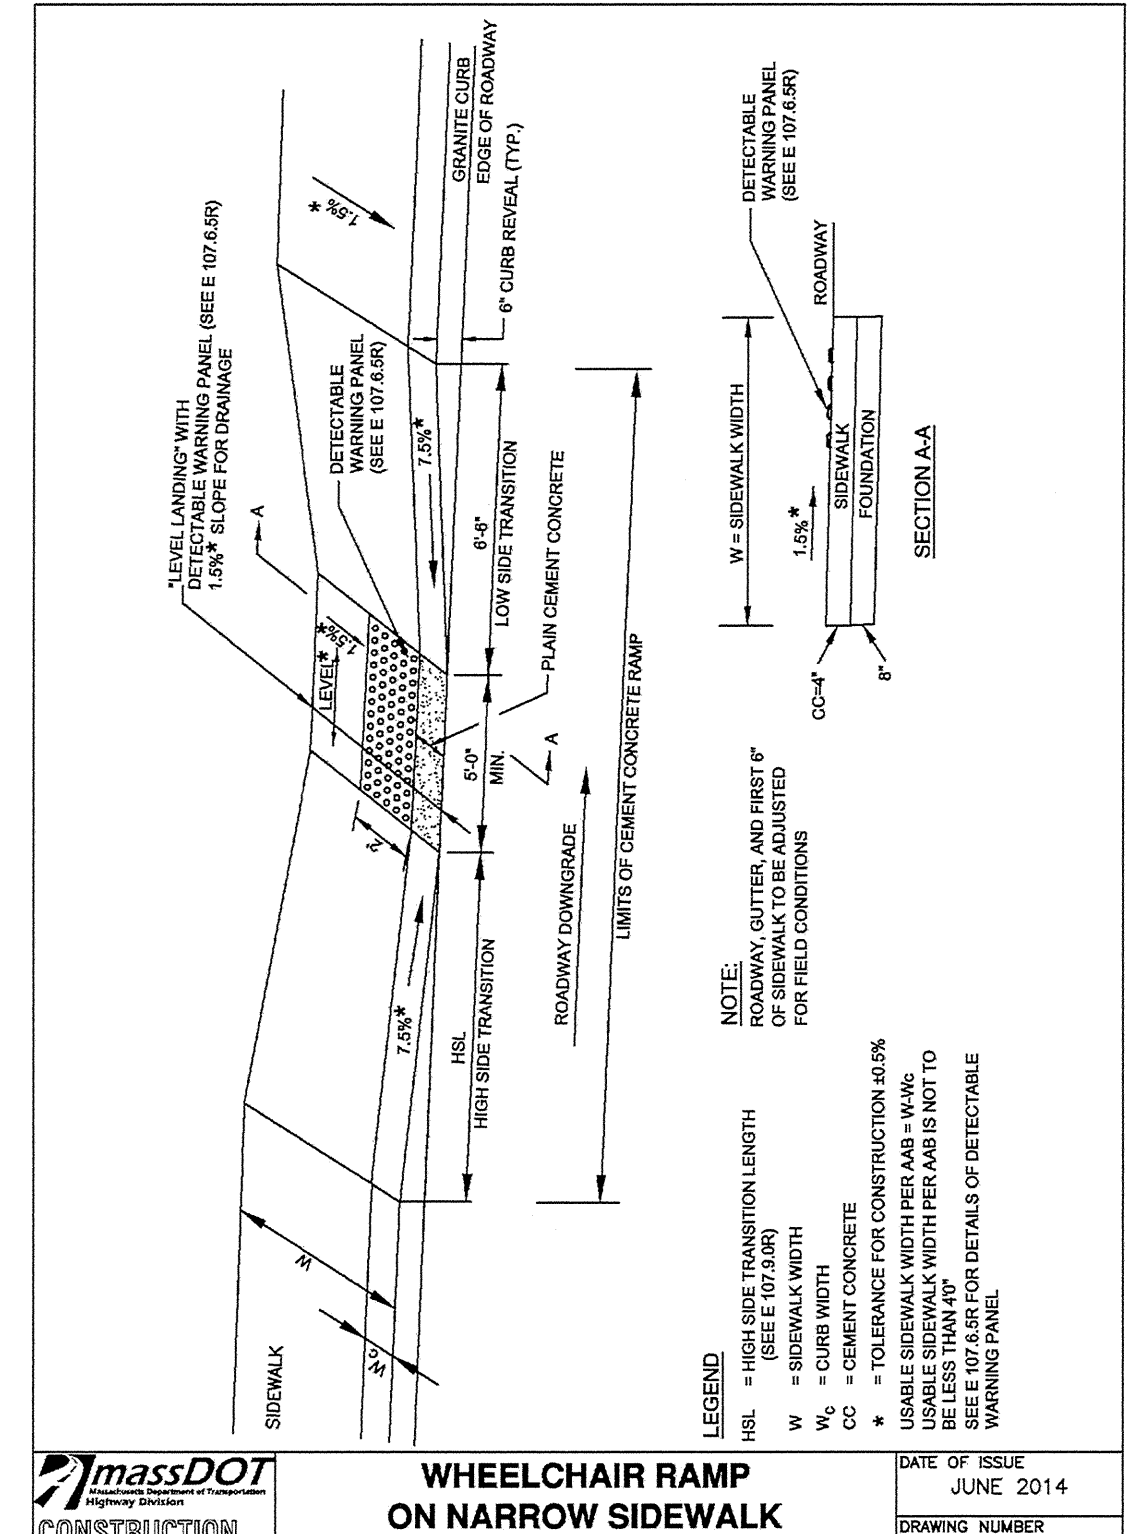 "LEVEL LANDING" WITH
DETECTABLE WARNING PANEL (SEE E 107.6.5R)
1.5%* SLOPE FOR DRAINAGE
A
1.5%*
GRANITE CURB
EDGE OF ROADWAY
6" CURB REVEAL (TYP.)
DETECTABLE
WARNING PANEL
(SEE E 107.6.5R)
7.5%*
6'-6"
LOW SIDE TRANSITION
PLAIN CEMENT CONCRETE
1.5%*
LEVEL*
5'-0"
MIN.
A
2'
7.5%*
HSL
HIGH SIDE TRANSITION
ROADWAY DOWNGRADE
LIMITS OF CEMENT CONCRETE RAMP
W
Wc
SIDEWALK
DETECTABLE
WARNING PANEL
(SEE E 107.6.5R)
ROADWAY
W = SIDEWALK WIDTH
1.5%*
SIDEWALK
FOUNDATION
CC=4"
8"
SECTION A-A
NOTE:
ROADWAY, GUTTER, AND FIRST 6"
OF SIDEWALK TO BE ADJUSTED
FOR FIELD CONDITIONS
LEGEND
HSL = HIGH SIDE TRANSITION LENGTH
(SEE E 107.9.0R)
W = SIDEWALK WIDTH
Wc = CURB WIDTH
CC = CEMENT CONCRETE
* = TOLERANCE FOR CONSTRUCTION ±0.5%
USABLE SIDEWALK WIDTH PER AAB = W-Wc
USABLE SIDEWALK WIDTH PER AAB IS NOT TO
BE LESS THAN 4'0"
SEE E 107.6.5R FOR DETAILS OF DETECTABLE
WARNING PANEL
massDOT
Massachusetts Department of Transportation
Highway Division
CONSTRUCTION
WHEELCHAIR RAMP
ON NARROW SIDEWALK
DATE OF ISSUE
JUNE 2014
DRAWING NUMBER